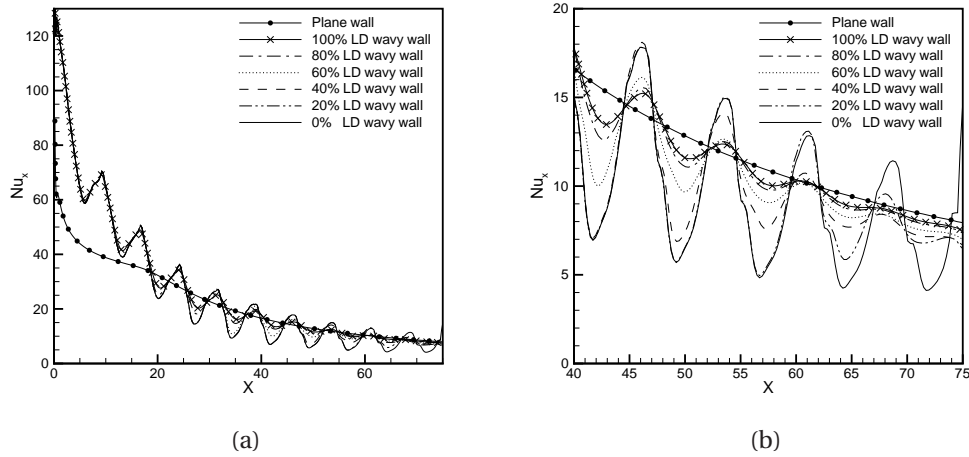 120
100
80
60
40
20
0
Nu_x
0
20
40
60
X
Plane wall
100% LD wavy wall
80% LD wavy wall
60% LD wavy wall
40% LD wavy wall
20% LD wavy wall
0% LD wavy wall
(a)
20
15
10
5
0
Nu_x
40
45
50
55
60
65
70
75
X
Plane wall
100% LD wavy wall
80% LD wavy wall
60% LD wavy wall
40% LD wavy wall
20% LD wavy wall
0% LD wavy wall
(b)